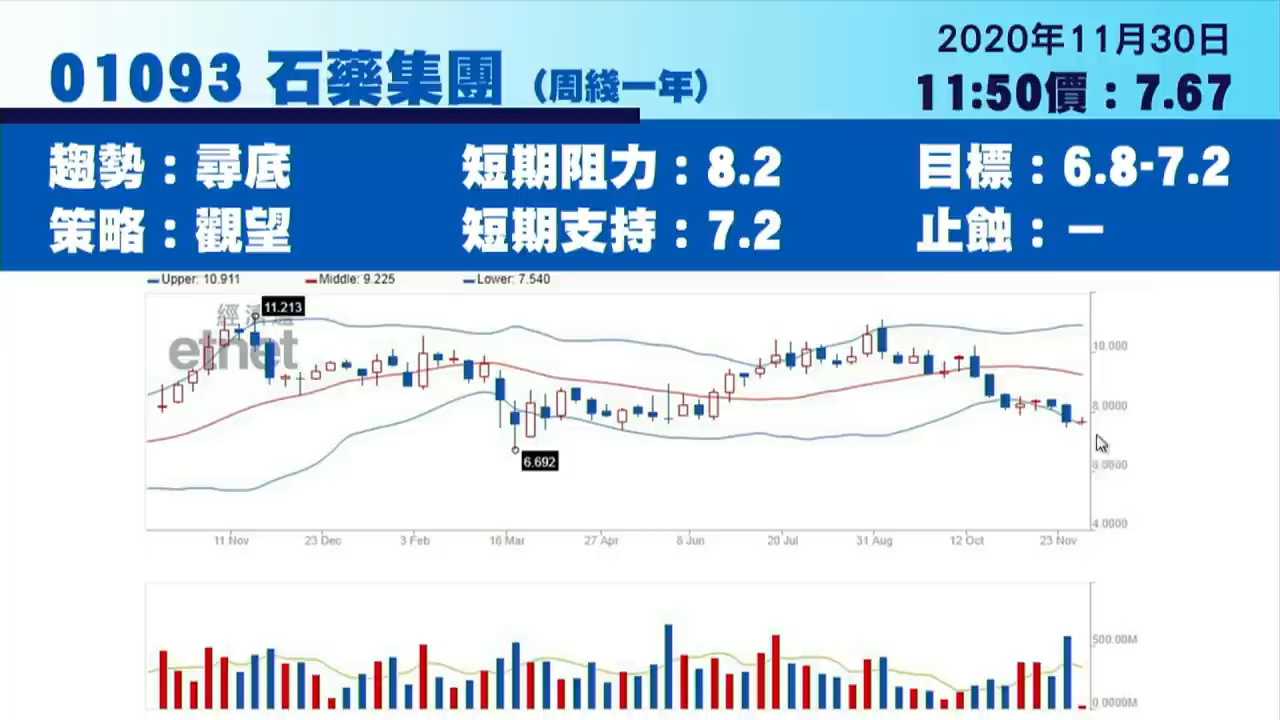 01093 石藥集團 (周綫一年)
2020年11月30日
11:50價：7.67
趨勢：尋底 短期阻力：8.2 目標：6.8-7.2
策略：觀望 短期支持：7.2 止蝕：－
Upper: 10.911 Middle: 9.225 Lower: 7.540
11.213
經濟通
etnet
10.000
8.0000
6.692
6.0000
4.0000
11 Nov 23 Dec 3 Feb 16 Mar 27 Apr 8 Jun 20 Jul 31 Aug 12 Oct 23 Nov
500.00M
0.0000M